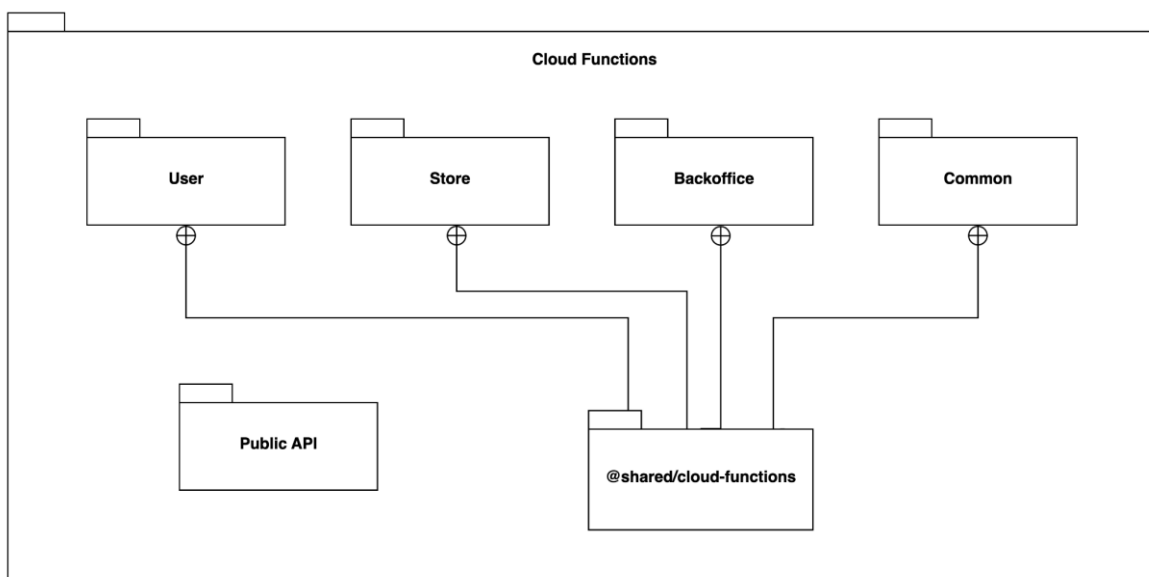 Cloud Functions
User
Store
Backoffice
Common
Public API
@shared/cloud-functions